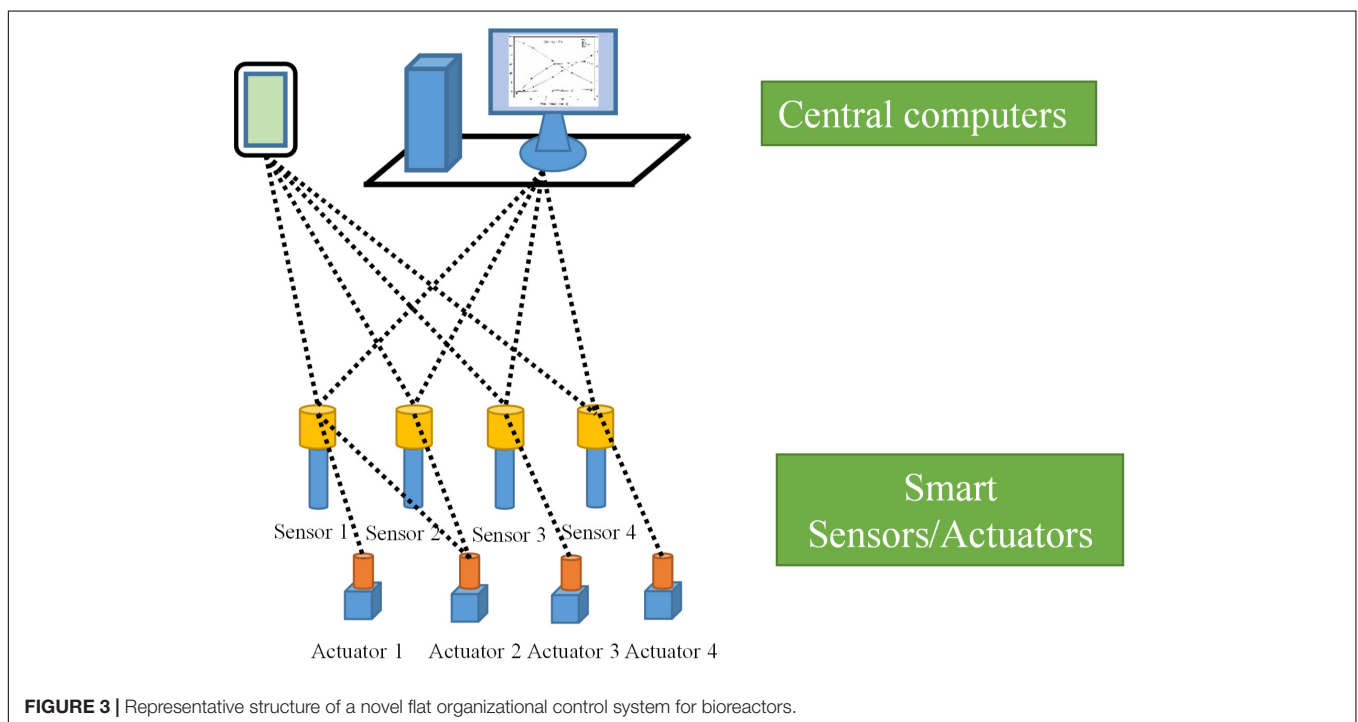 Central computers
Smart
Sensors/Actuators
Sensor 1 Sensor 2 Sensor 3 Sensor 4
Actuator 1 Actuator 2 Actuator 3 Actuator 4
FIGURE 3 | Representative structure of a novel flat organizational control system for bioreactors.